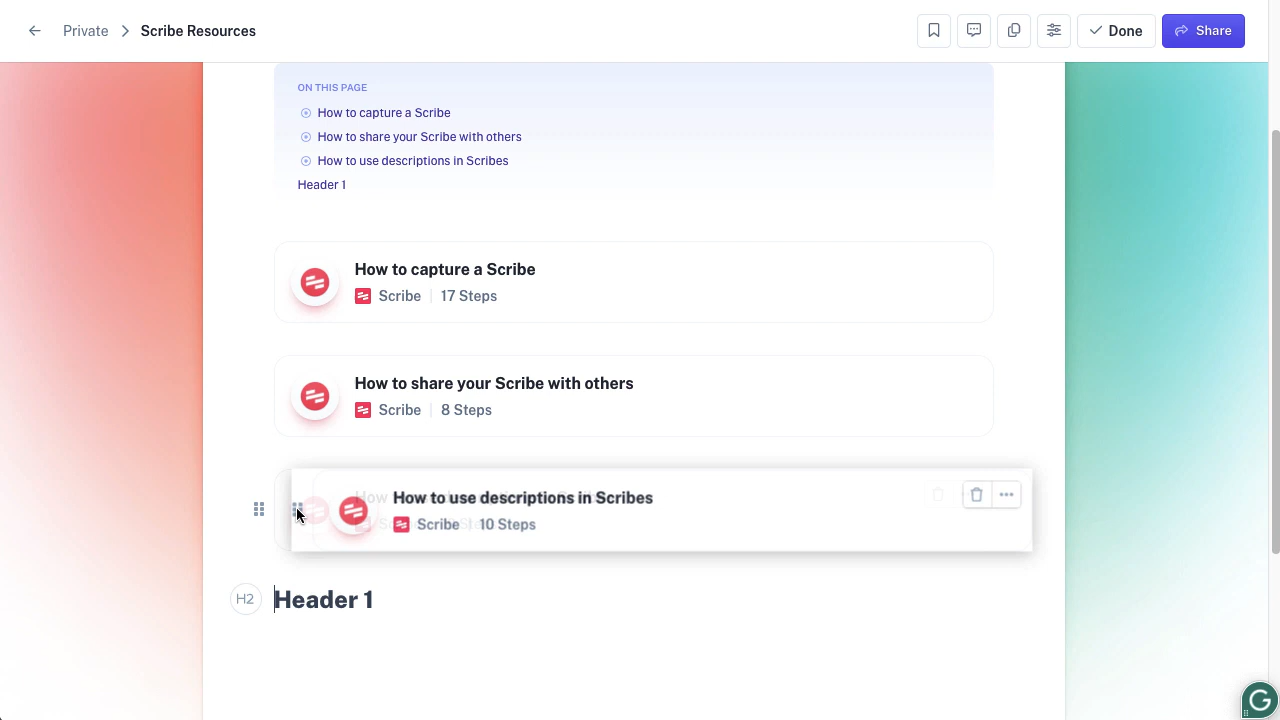 Private
Scribe Resources
Done
Share
ON THIS PAGE
How to capture a Scribe
How to share your Scribe with others
How to use descriptions in Scribes
Header 1
How to capture a Scribe
Scribe 17 Steps
How to share your Scribe with others
Scribe 8 Steps
How to use descriptions in Scribes
Scribe 10 Steps
H2
Header 1